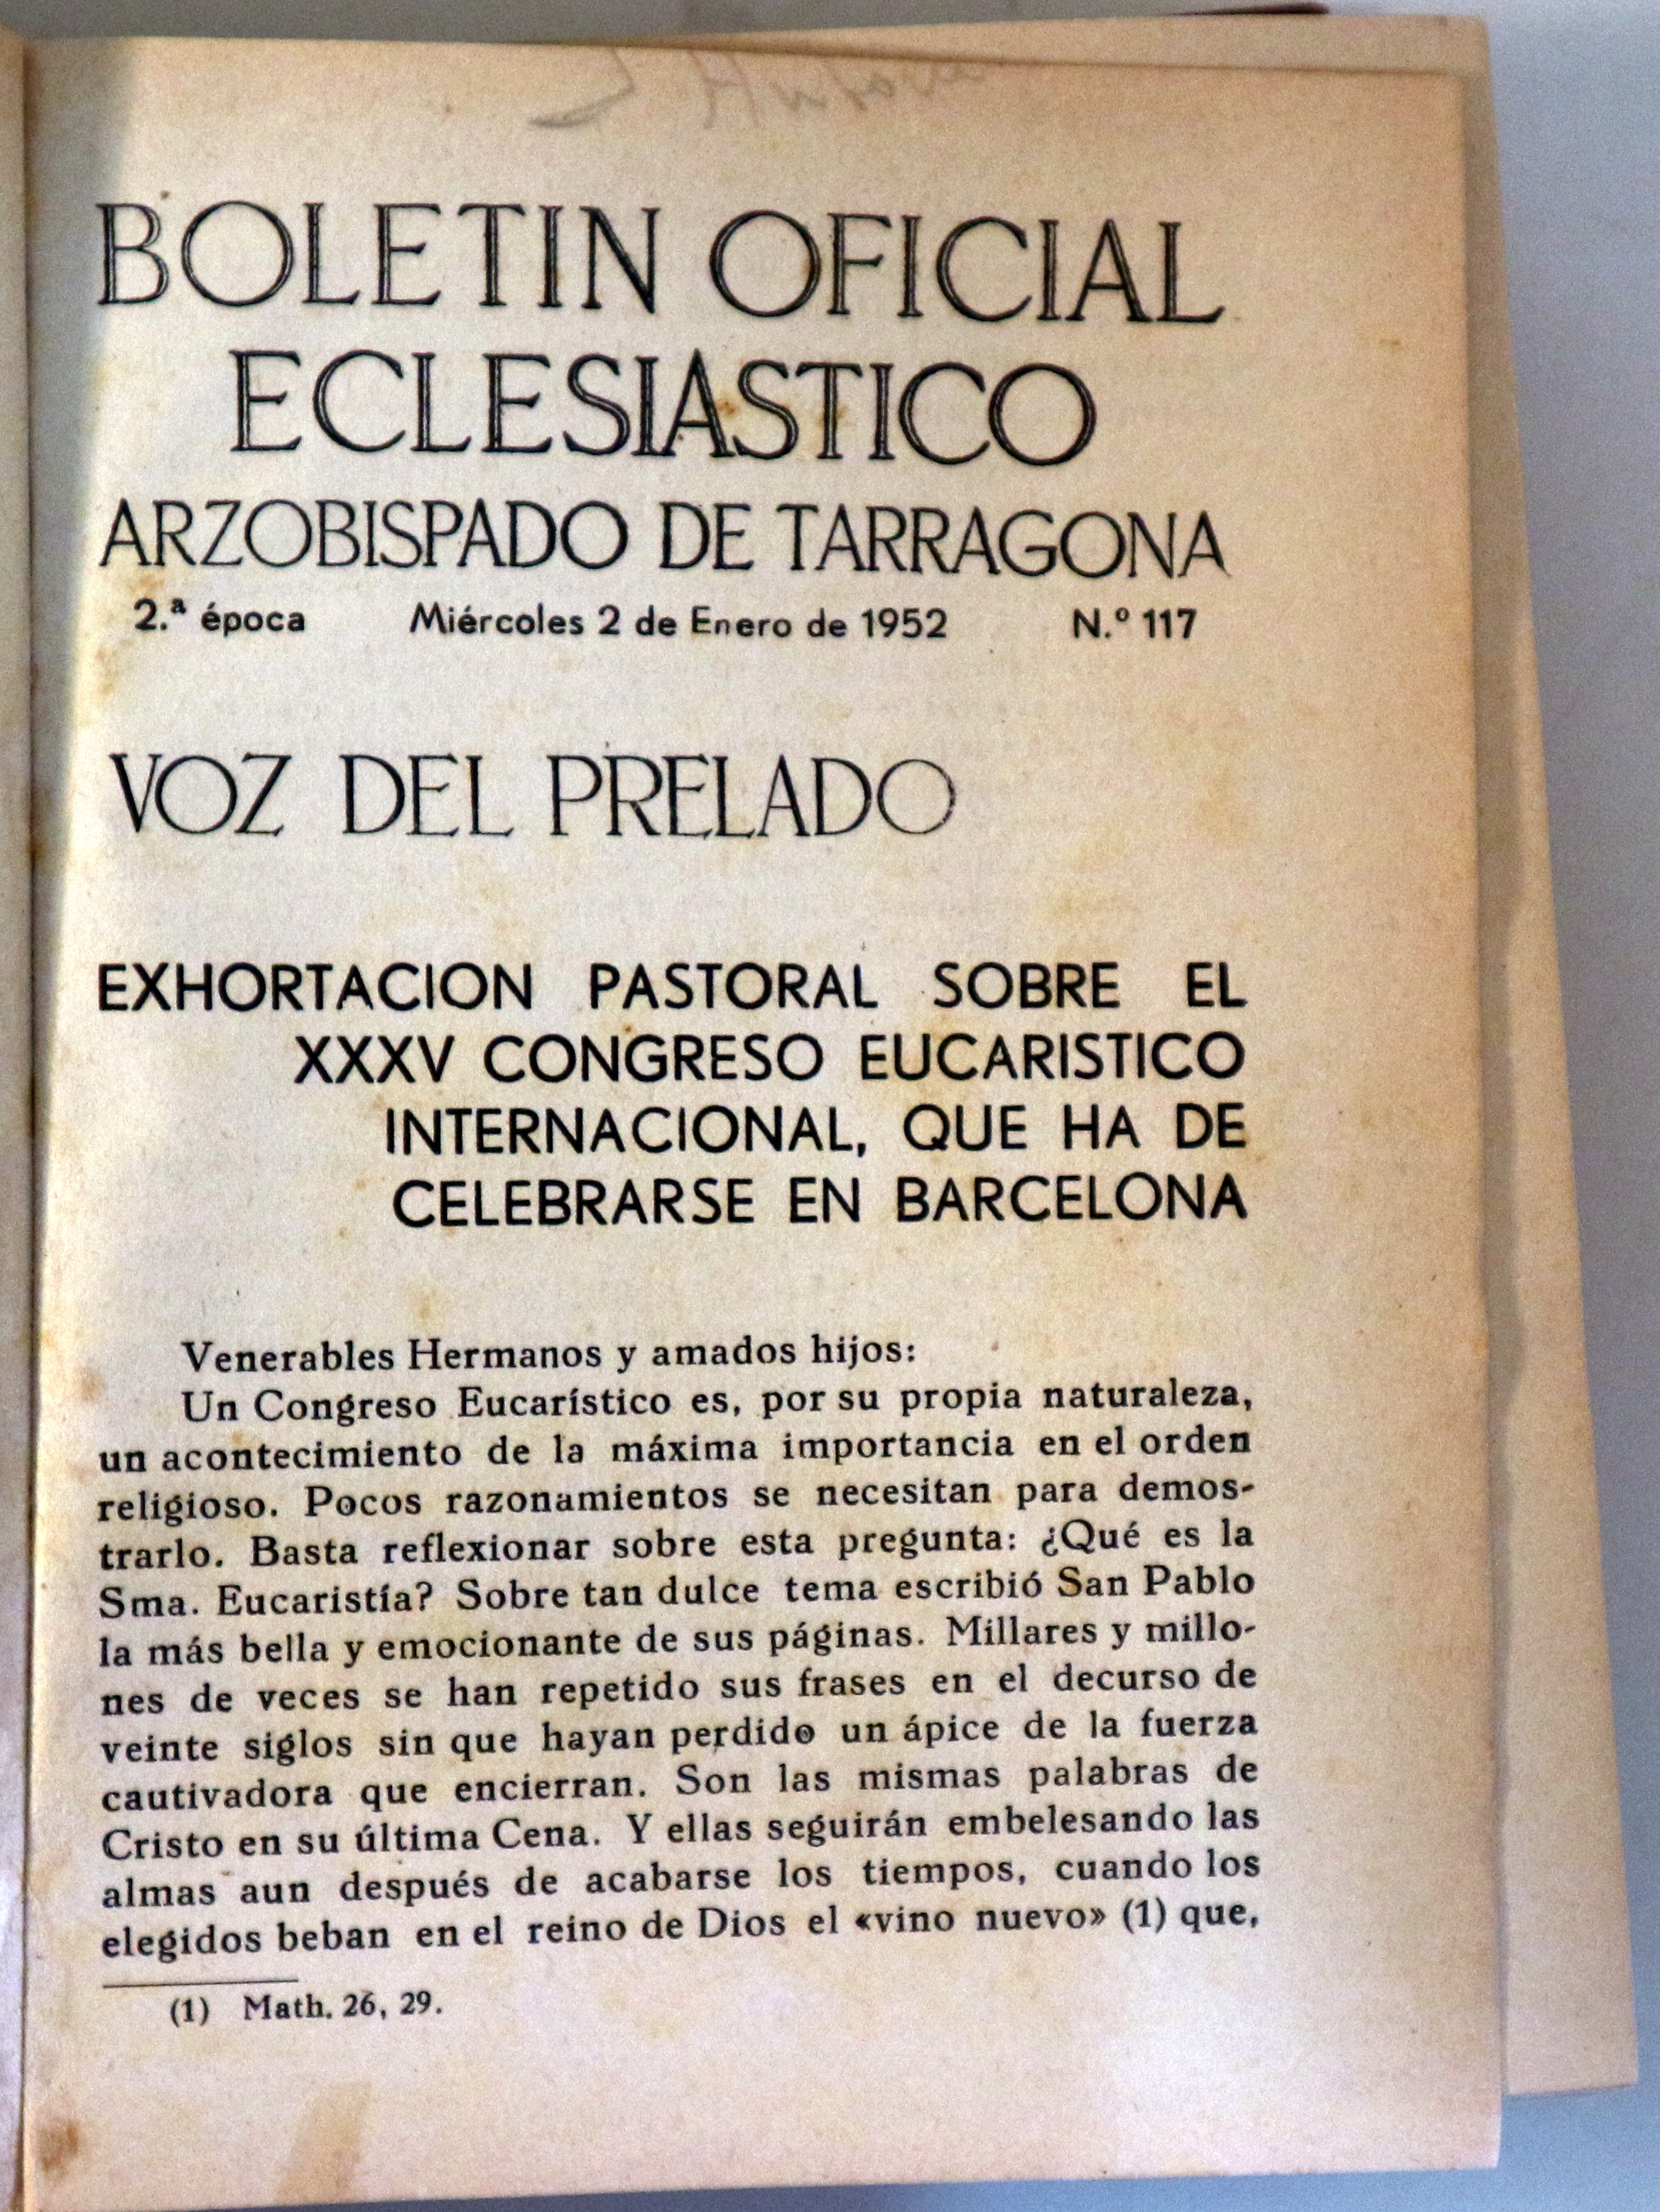 BOLETIN OFICIAL
ECLESIASTICO
ARZOBISPADO DE TARRAGONA
2.ª época Miércoles 2 de Enero de 1952 N.º 117
VOZ DEL PRELADO
EXHORTACION PASTORAL SOBRE EL
XXXV CONGRESO EUCARISTICO
INTERNACIONAL, QUE HA DE
CELEBRARSE EN BARCELONA
Venerables Hermanos y amados hijos:
Un Congreso Eucarístico es, por su propia naturaleza,
un acontecimiento de la máxima importancia en el orden
religioso. Pocos razonamientos se necesitan para demos-
trarlo. Basta reflexionar sobre esta pregunta: ¿Qué es la
Sma. Eucaristía? Sobre tan dulce tema escribió San Pablo
la más bella y emocionante de sus páginas. Millares y millo-
nes de veces se han repetido sus frases en el decurso de
veinte siglos sin que hayan perdido un ápice de la fuerza
cautivadora que encierran. Son las mismas palabras de
Cristo en su última Cena. Y ellas seguirán embelesando las
almas aun después de acabarse los tiempos, cuando los
elegidos beban en el reino de Dios el «vino nuevo» (1) que,
(1) Math. 26, 29.